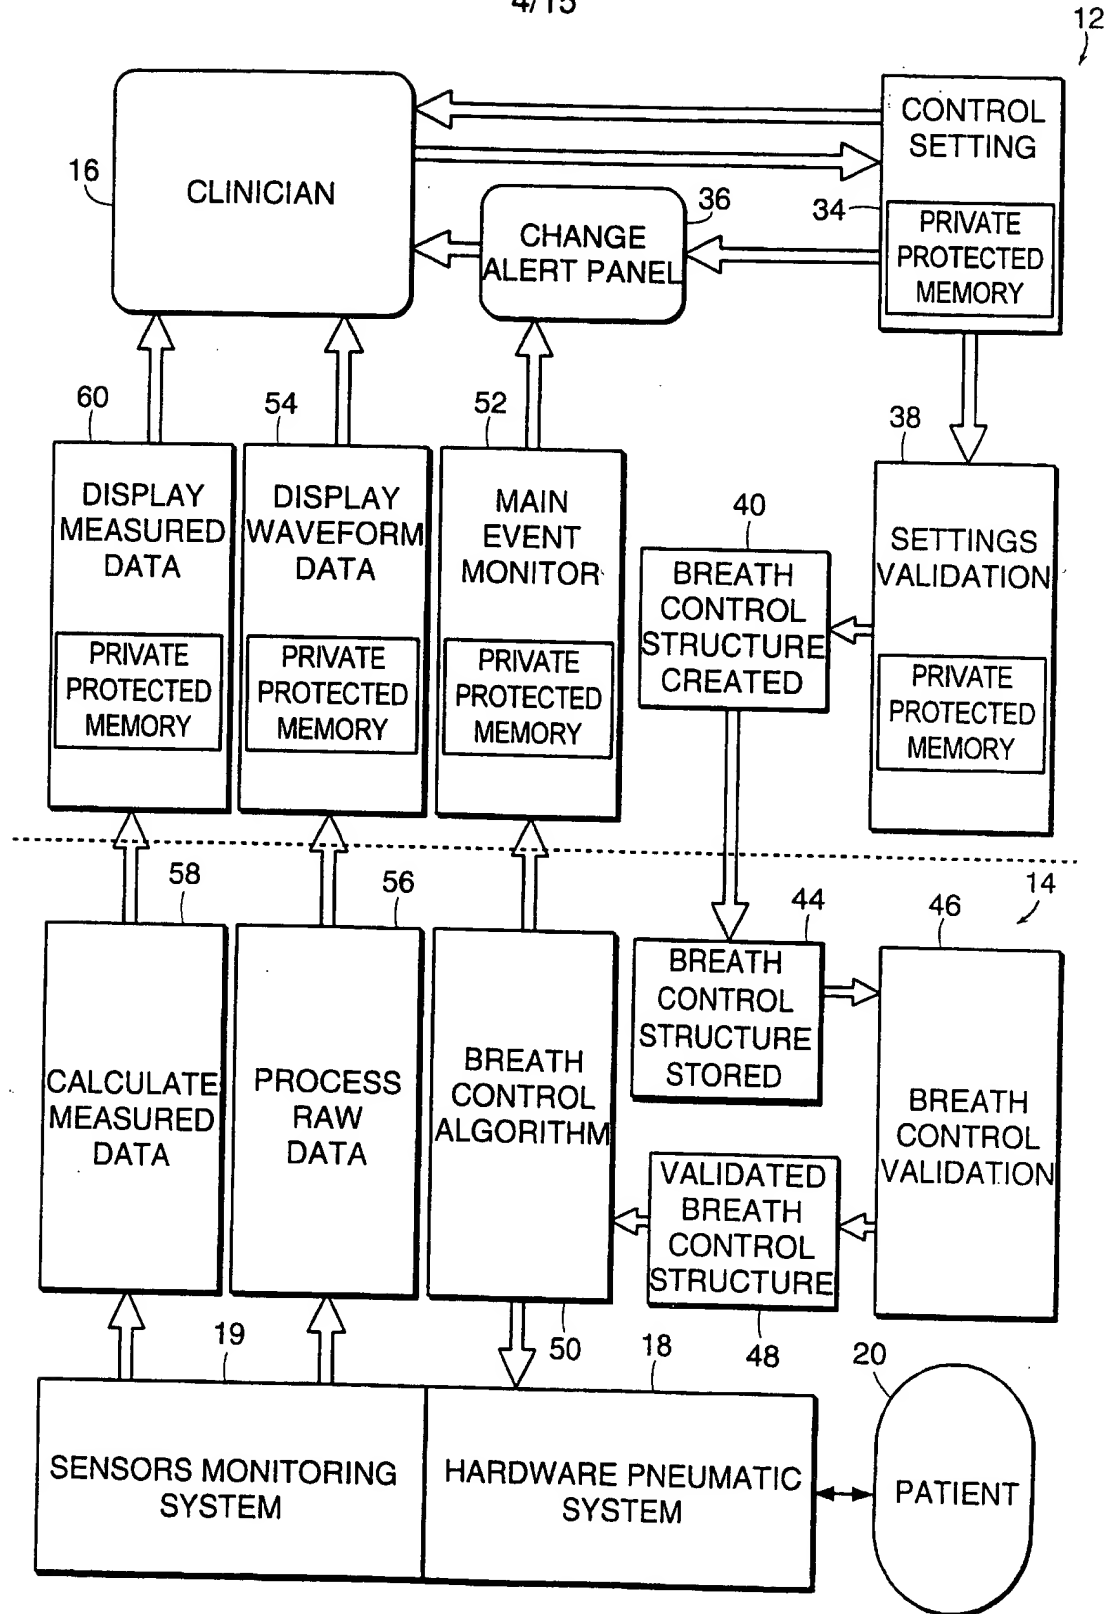 4/15
12
CONTROL
SETTING
16
CLINICIAN
36
34
CHANGE
ALERT PANEL
PRIVATE
PROTECTED
MEMORY
60
54
52
38
DISPLAY
MEASURED
DATA
DISPLAY
WAVEFORM
DATA
MAIN
EVENT
MONITOR
40
BREATH
CONTROL
STRUCTURE
CREATED
SETTINGS
VALIDATION
PRIVATE
PROTECTED
MEMORY
PRIVATE
PROTECTED
MEMORY
PRIVATE
PROTECTED
MEMORY
PRIVATE
PROTECTED
MEMORY
58
56
44
46
14
BREATH
CONTROL
STRUCTURE
STORED
CALCULATE
MEASURED
DATA
PROCESS
RAW
DATA
BREATH
CONTROL
ALGORITHM
BREATH
CONTROL
VALIDATION
VALIDATED
BREATH
CONTROL
STRUCTURE
19
50
18
48
20
SENSORS MONITORING
SYSTEM
HARDWARE PNEUMATIC
SYSTEM
PATIENT